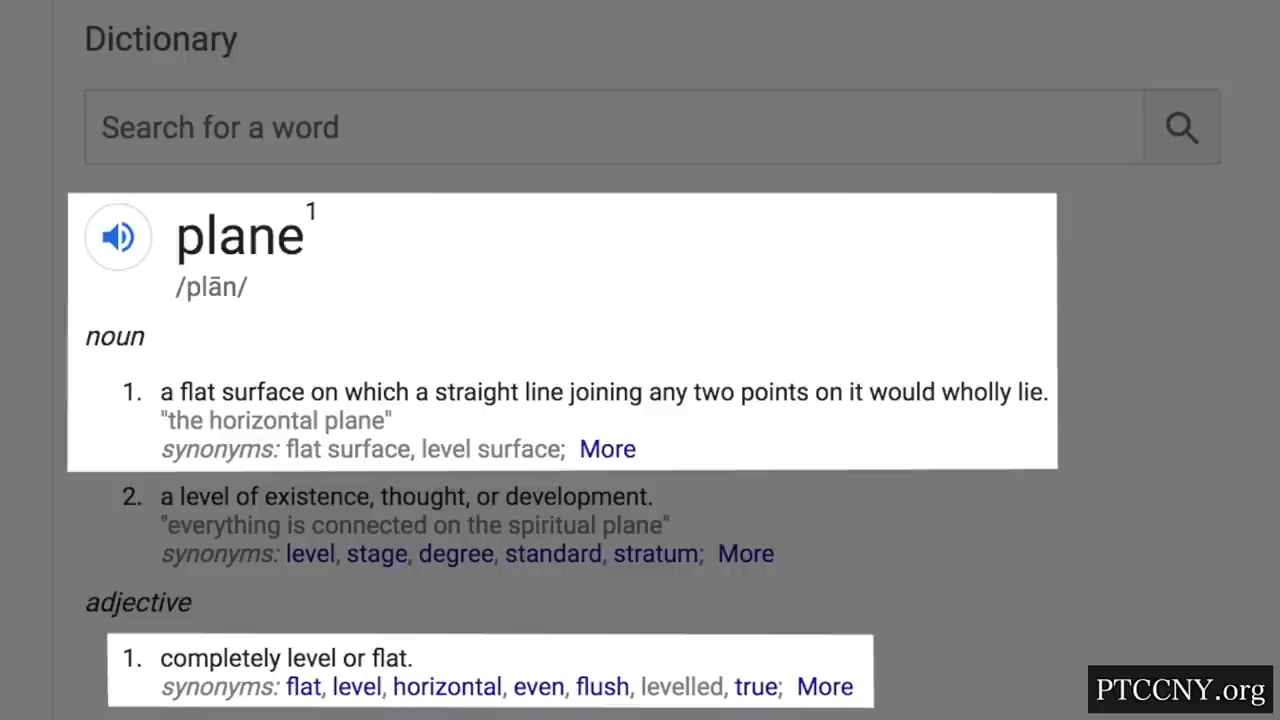 Dictionary
Search for a word
plane¹
/plān/
noun
1. a flat surface on which a straight line joining any two points on it would wholly lie.
"the horizontal plane"
synonyms: flat surface, level surface; More
2. a level of existence, thought, or development.
"everything is connected on the spiritual plane"
synonyms: level, stage, degree, standard, stratum; More
adjective
1. completely level or flat.
synonyms: flat, level, horizontal, even, flush, levelled, true; More
PTCCNY.org